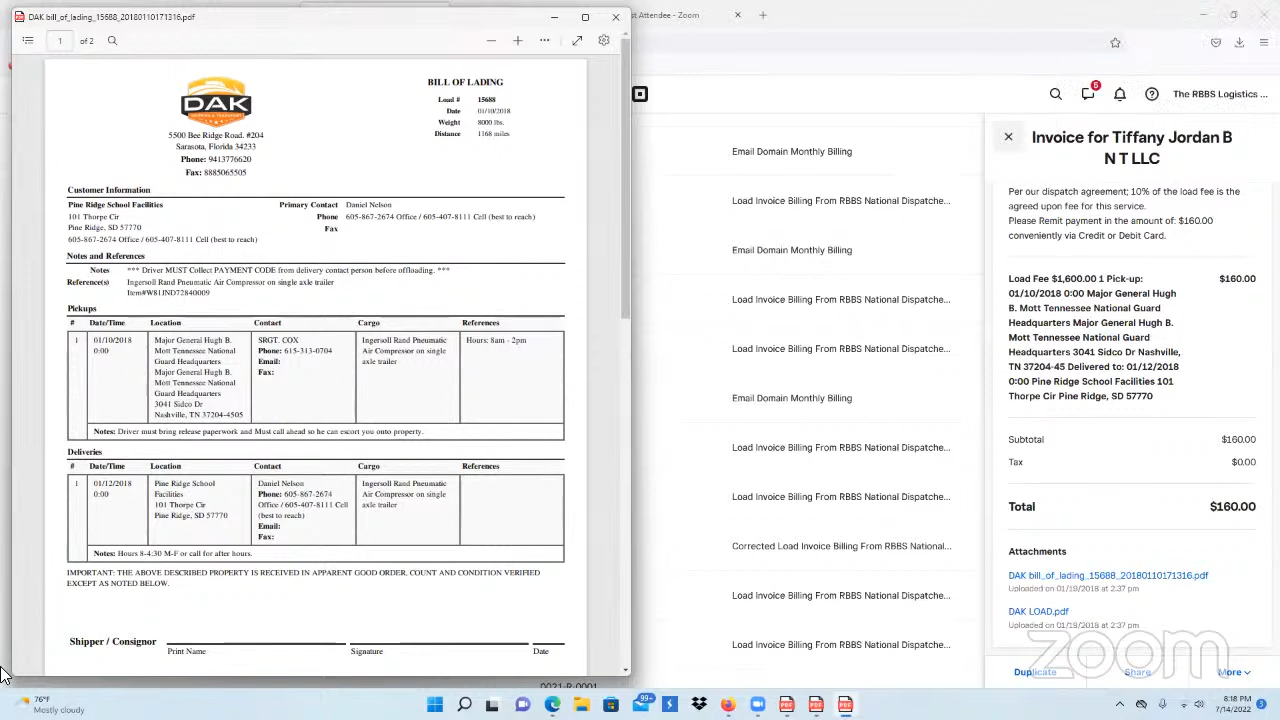 DAK bill_of_lading_15688_20180110171316.pdf
st Attendee - Zoom
1 of 2
DAK
5500 Bee Ridge Road. #204
Sarasota, Florida 34233
Phone: 9413776620
Fax: 8885065505
BILL OF LADING
Load # 15688
Date 01/10/2018
Weight 8000 lbs.
Distance 1168 miles
Customer Information
Pine Ridge School Facilities
101 Thorpe Cir
Pine Ridge, SD 57770
605-867-2674 Office / 605-407-8111 Cell (best to reach)
Primary Contact Daniel Nelson
Phone 605-867-2674 Office / 605-407-8111 Cell (best to reach)
Fax
Notes and References
Notes *** Driver MUST Collect PAYMENT CODE from delivery contact person before offloading. ***
Reference(s) Ingersoll Rand Pneumatic Air Compressor on single axle trailer
Item#W81JND72840009
Pickups
# Date/Time Location Contact Cargo References
1
01/10/2018
0:00
Major General Hugh B.
Mott Tennessee National
Guard Headquarters
Major General Hugh B.
Mott Tennessee National
Guard Headquarters
3041 Sidco Dr
Nashville, TN 37204-4505
SRGT. COX
Phone: 615-313-0704
Email:
Fax:
Ingersoll Rand Pneumatic
Air Compressor on single
axle trailer
Hours: 8am - 2pm
Notes: Driver must bring release paperwork and Must call ahead so he can escort you onto property.
Deliveries
# Date/Time Location Contact Cargo References
1
01/12/2018
0:00
Pine Ridge School
Facilities
101 Thorpe Cir
Pine Ridge, SD 57770
Daniel Nelson
Phone: 605-867-2674
Office / 605-407-8111 Cell
(best to reach)
Email:
Fax:
Ingersoll Rand Pneumatic
Air Compressor on single
axle trailer
Notes: Hours 8-4:30 M-F or call for after hours.
IMPORTANT: THE ABOVE DESCRIBED PROPERTY IS RECEIVED IN APPARENT GOOD ORDER, COUNT AND CONDITION VERIFIED
EXCEPT AS NOTED BELOW.
Shipper / Consignor
Print Name Signature Date
5
The RBBS Logistics ...
Email Domain Monthly Billing
Load Invoice Billing From RBBS National Dispatche...
Email Domain Monthly Billing
Load Invoice Billing From RBBS National Dispatche...
Load Invoice Billing From RBBS National Dispatche...
Email Domain Monthly Billing
Load Invoice Billing From RBBS National Dispatche...
Load Invoice Billing From RBBS National Dispatche...
Corrected Load Invoice Billing From RBBS National...
Load Invoice Billing From RBBS National Dispatche...
Load Invoice Billing From RBBS National Dispatche...
0021-R-0001
Invoice for Tiffany Jordan B
N T LLC
Per our dispatch agreement; 10% of the load fee is the
agreed upon fee for this service.
Please Remit payment in the amount of: $160.00
conveniently via Credit or Debit Card.
Load Fee $1,600.00 1 Pick-up: $160.00
01/10/2018 0:00 Major General Hugh
B. Mott Tennessee National Guard
Headquarters Major General Hugh B.
Mott Tennessee National Guard
Headquarters 3041 Sidco Dr Nashville,
TN 37204-45 Delivered to: 01/12/2018
0:00 Pine Ridge School Facilities 101
Thorpe Cir Pine Ridge, SD 57770
Subtotal $160.00
Tax $0.00
Total $160.00
Attachments
DAK bill_of_lading_15688_20180110171316.pdf
Uploaded on 01/19/2018 at 2:37 pm
DAK LOAD.pdf
Uploaded on 01/19/2018 at 2:37 pm
zoom
Duplicate Share More
76°F
Mostly cloudy
99+
8:18 PM
7/14/2022
3